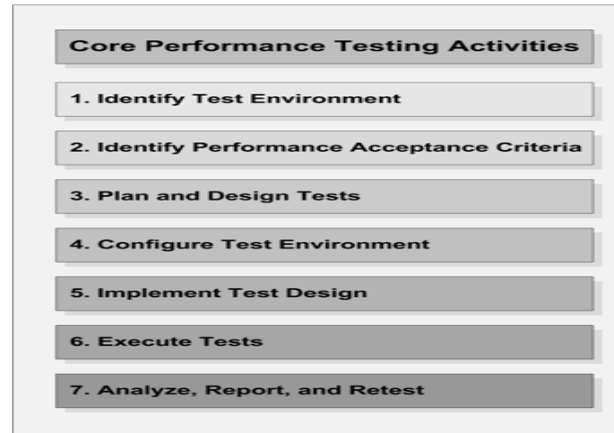 Core Performance Testing Activities
1. Identify Test Environment
2. Identify Performance Acceptance Criteria
3. Plan and Design Tests
4. Configure Test Environment
5. Implement Test Design
6. Execute Tests
7. Analyze, Report, and Retest